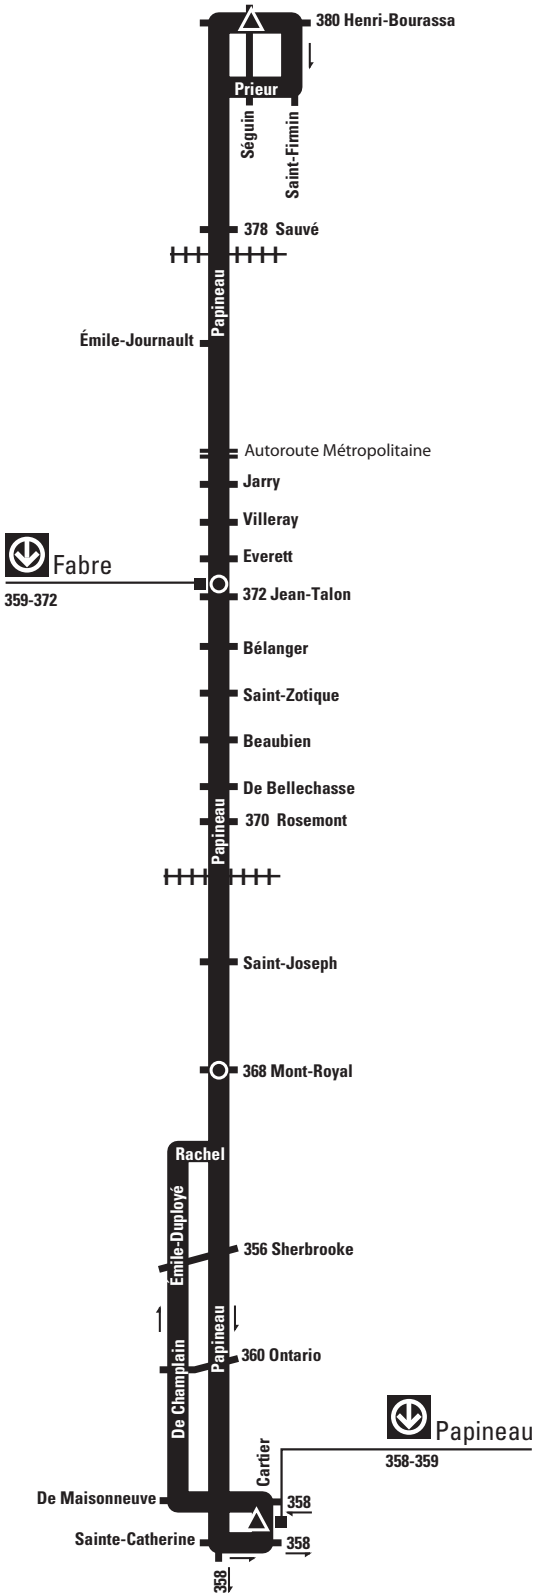 380 Henri-Bourassa
Prieur
Séguin
Saint-Firmin
378 Sauvé
Papineau
Émile-Journault
Autoroute Métropolitaine
Jarry
Villeray
Everett
Fabre
359-372
372 Jean-Talon
Bélanger
Saint-Zotique
Beaubien
De Bellechasse
370 Rosemont
Papineau
Saint-Joseph
368 Mont-Royal
Rachel
Émile-Duployé
356 Sherbrooke
Papineau
360 Ontario
De Champlain
Papineau
358-359
Cartier
De Maisonneuve
358
Sainte-Catherine
358
358